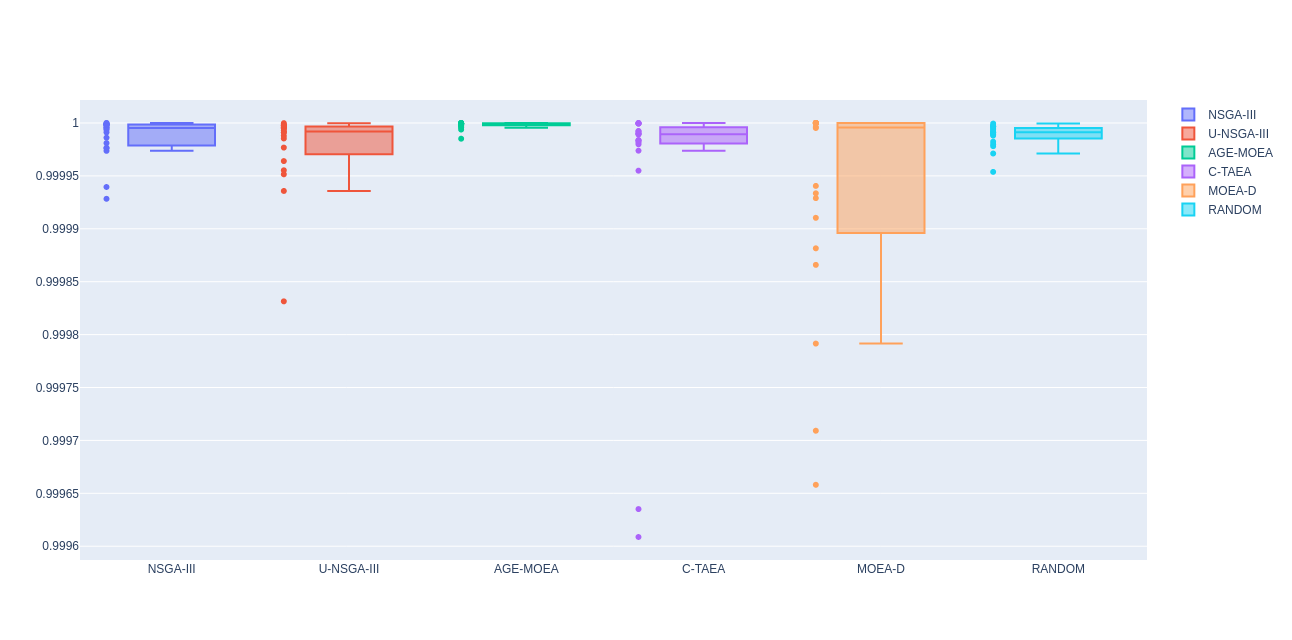 1
0.99995
0.9999
0.99985
0.9998
0.99975
0.9997
0.99965
0.9996
NSGA-III
U-NSGA-III
AGE-MOEA
C-TAEA
MOEA-D
RANDOM
NSGA-III
U-NSGA-III
AGE-MOEA
C-TAEA
MOEA-D
RANDOM